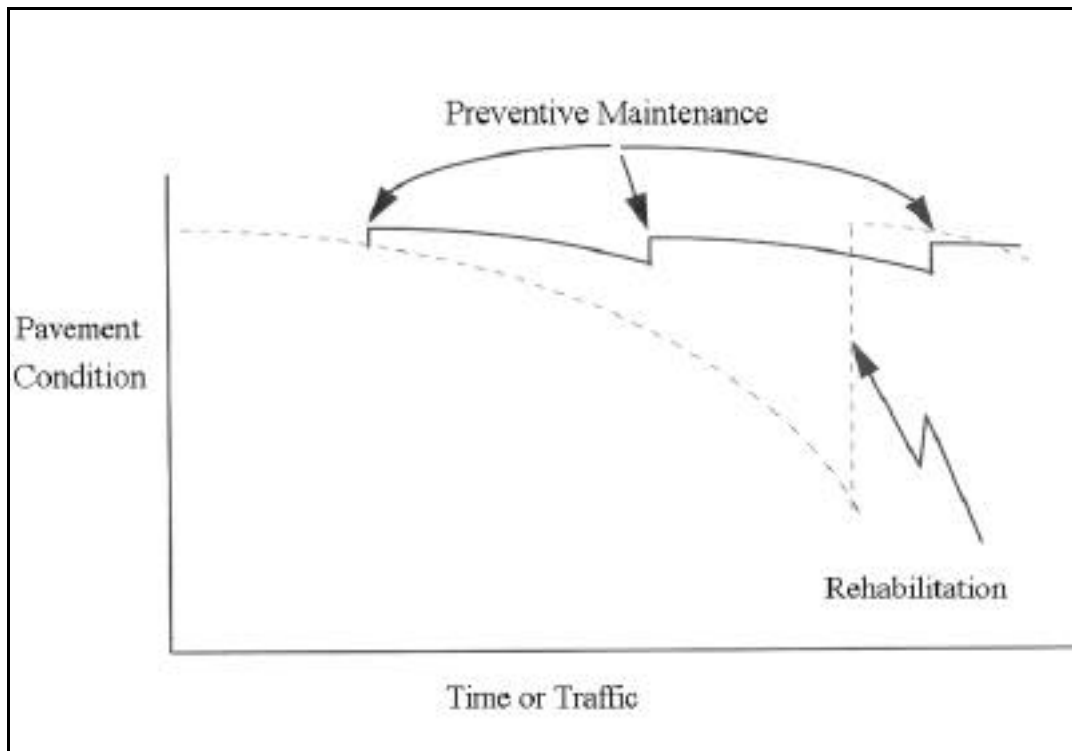 Preventive Maintenance
Pavement
Condition
Rehabilitation
Time or Traffic